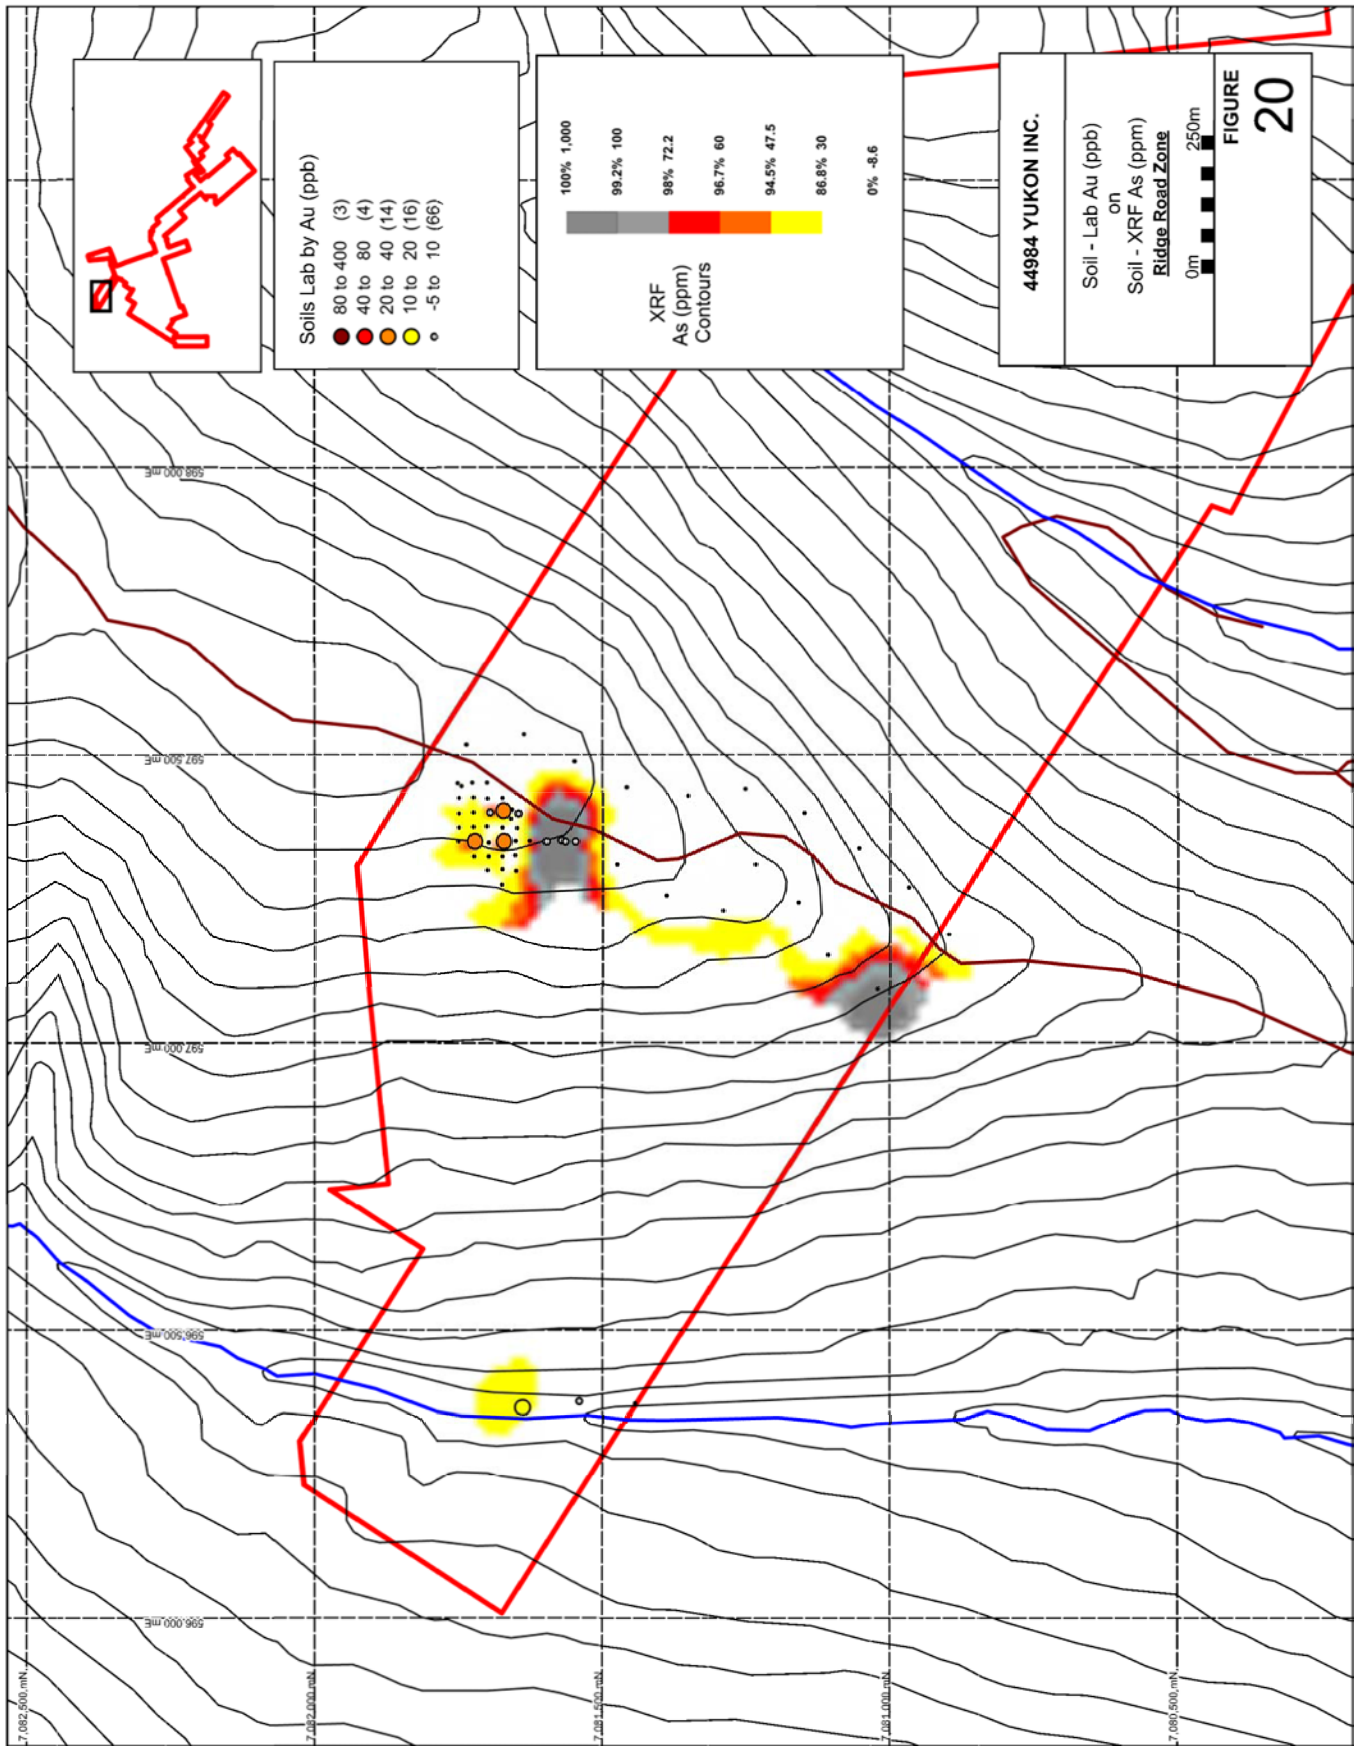 Soils Lab by Au (ppb)
80 to 400 (3)
40 to 80 (4)
20 to 40 (14)
10 to 20 (16)
-5 to 10 (66)
XRF
As (ppm)
Contours
100% 1,000
99.2% 100
98% 72.2
96.7% 60
94.5% 47.5
86.8% 30
0% -8.6
44984 YUKON INC.
Soil - Lab Au (ppb)
on
Soil - XRF As (ppm)
Ridge Road Zone
0m 250m
FIGURE
20
598,000 mE
597,500 mE
597,000 mE
596,500 mE
596,000 mE
7,082,500 mN
7,082,000 mN
7,081,500 mN
7,081,000 mN
7,080,500 mN